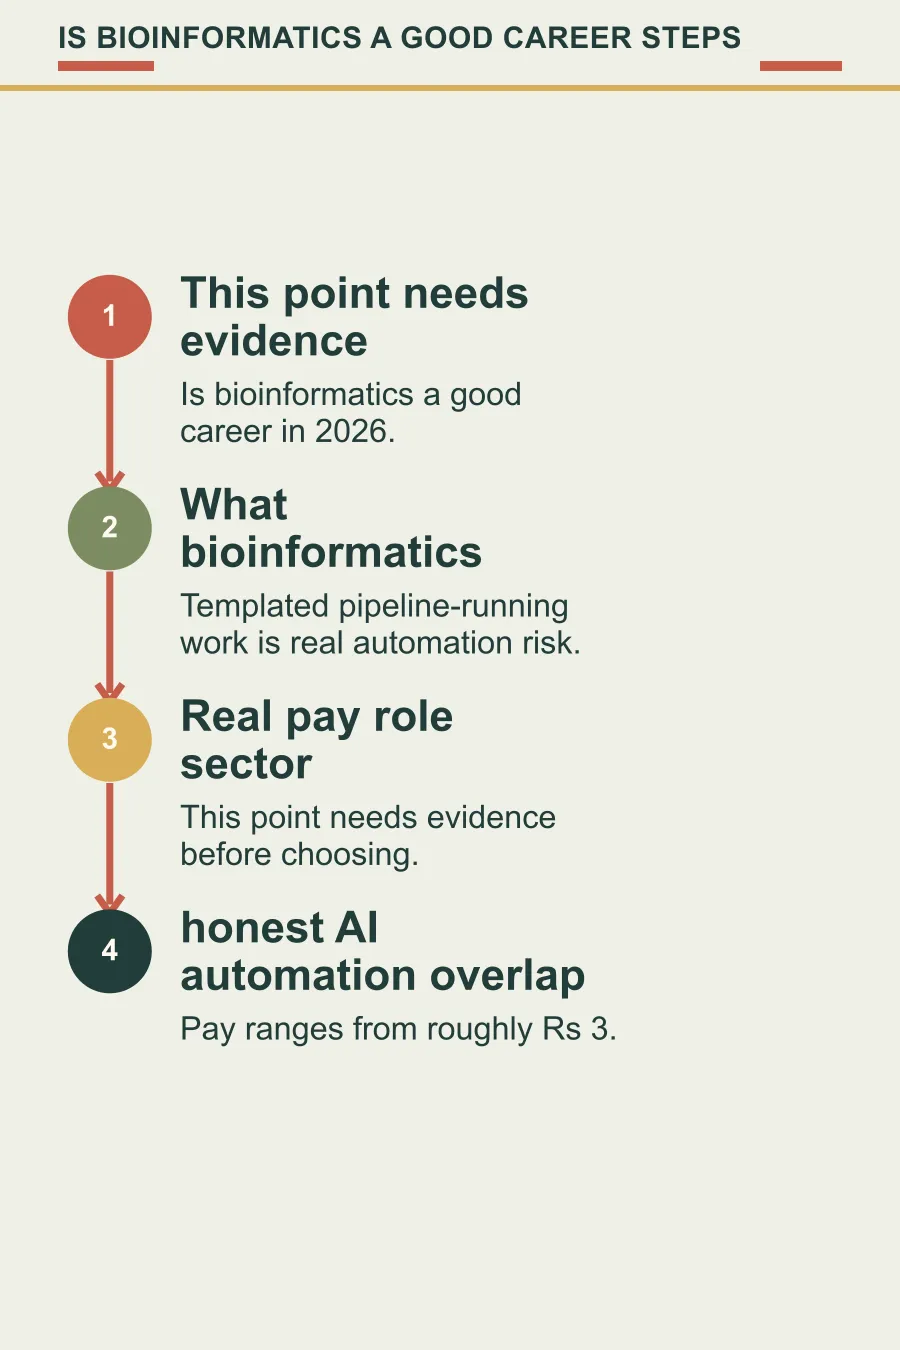 IS BIOINFORMATICS A GOOD CAREER STEPS
1
This point needs
evidence
Is bioinformatics a good
career in 2026.
2
What
bioinformatics
Templated pipeline-running
work is real automation risk.
3
Real pay role
sector
This point needs evidence
before choosing.
4
honest AI
automation overlap
Pay ranges from roughly Rs 3.